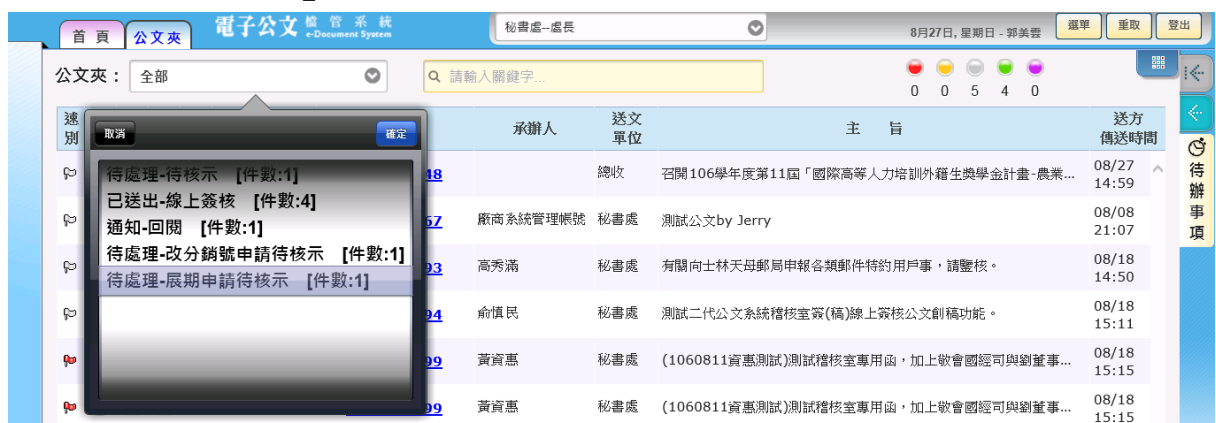 首 頁 公文夾 電子公文 檔 管 系 統 e-Document System 秘書處--處長 8月27日, 星期日 - 郭美雲 選單 重取 登出
公文夾： 全部 請輸入關鍵字...
0 0 5 4 0
速別 承辦人 送文單位 主 旨 送方傳送時間
取消 確定
待處理-待核示 [件數:1]
已送出-線上簽核 [件數:4]
通知-回閱 [件數:1]
待處理-改分銷號申請待核示 [件數:1]
待處理-展期申請待核示 [件數:1]
48 總收 召開106學年度第11屆「國際高等人力培訓外籍生獎學金計畫-農業... 08/27 14:59
57 廠商系統管理帳號 秘書處 測試公文by Jerry 08/08 21:07
93 高秀滿 秘書處 有關向士林天母郵局申報各類郵件特約用戶事，請鑒核。 08/18 14:50
94 俞慎民 秘書處 測試二代公文系統稽核室簽(稿)線上簽核公文創稿功能。 08/18 15:11
99 黃資惠 秘書處 (1060811資惠測試)測試稽核室專用函，加上敬會國經司與劉董事... 08/18 15:15
99 黃資惠 秘書處 (1060811資惠測試)測試稽核室專用函，加上敬會國經司與劉董事... 08/18 15:15
待辦事項